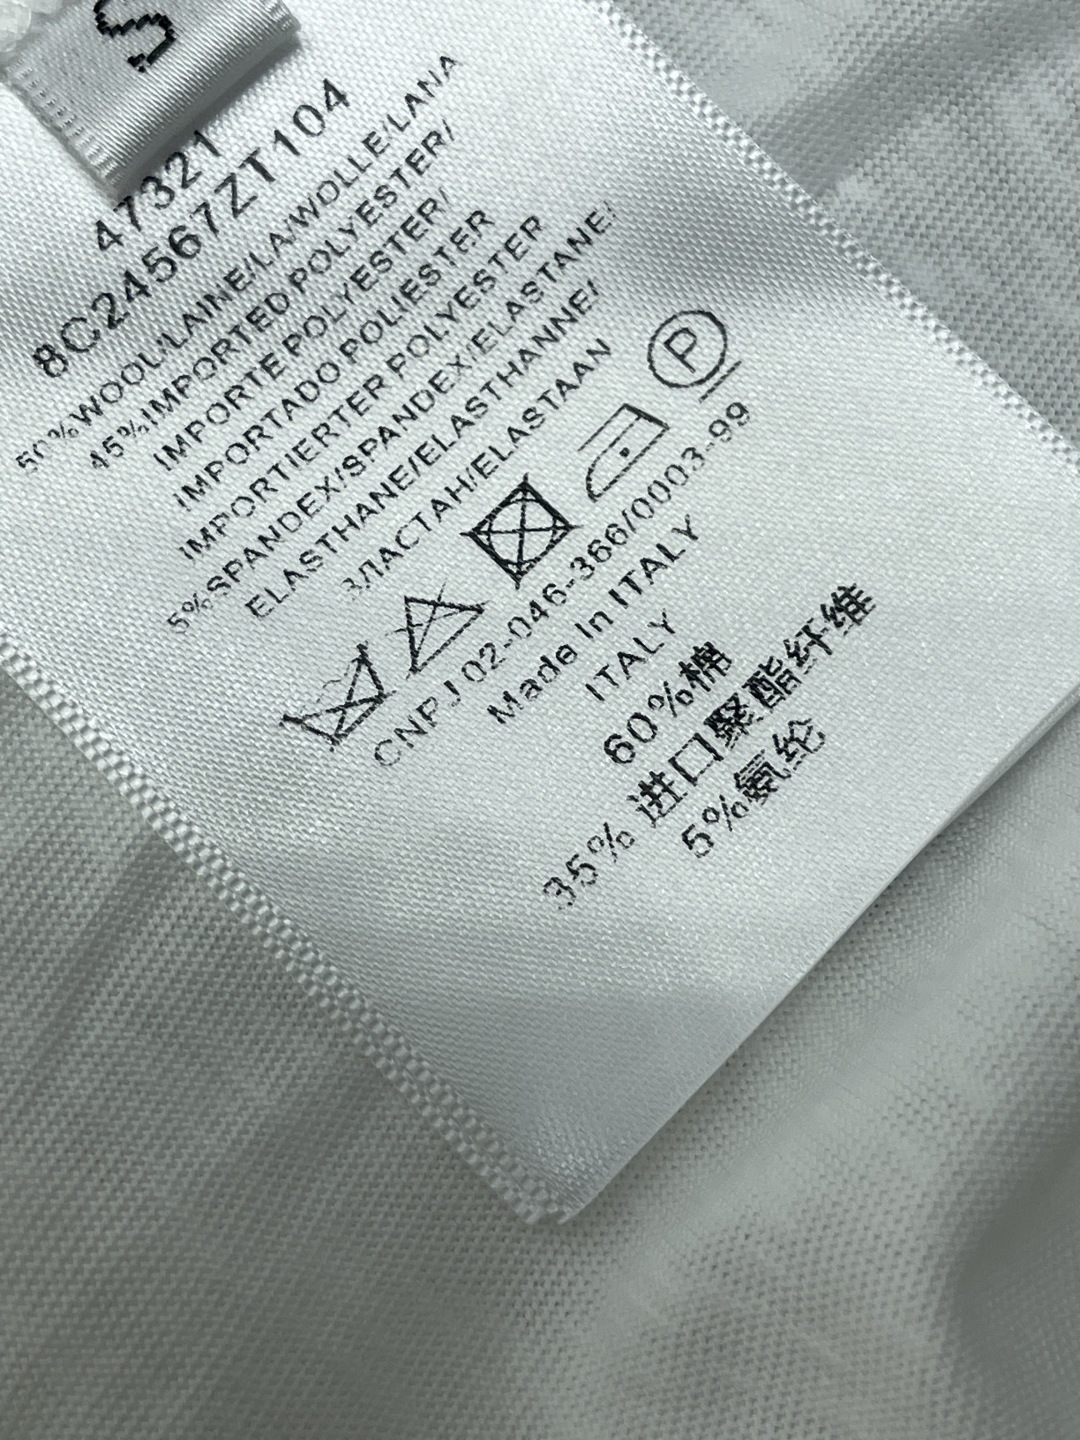 S
47321
8C24567ZT104
50%WOOL/LAINE/LA/WOLLE/LANA
45%IMPORTED POLYESTER/
IMPORTE POLYESTER/
IMPORTADO POLIESTER
IMPORTIERTER POLYESTER
5%SPANDEX/SPANDEX/ELASTANE/
ELASTHANE/ELASTHANNE/
ЭЛАСТАН/ELASTAAN
P
CNPJ 02-046-366/0003-99
Made In ITALY
ITALY
60%棉
35% 进口聚酯纤维
5%氨纶